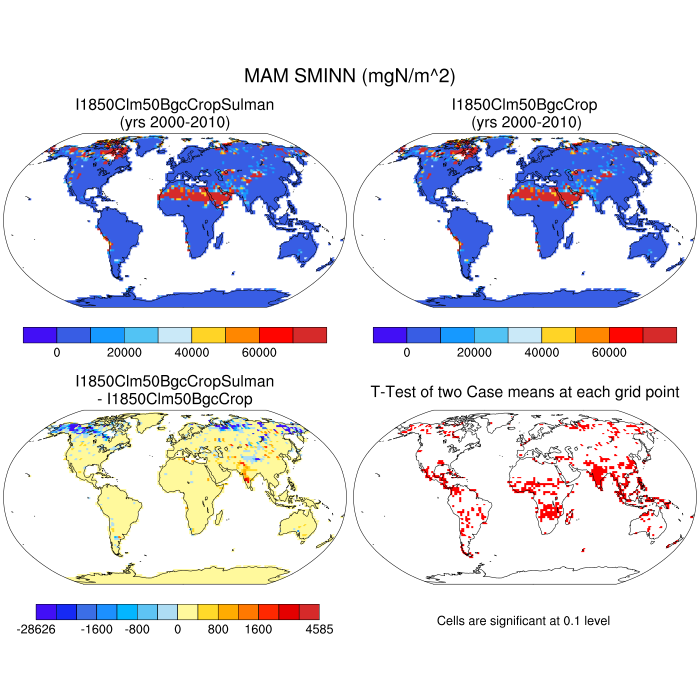 MAM SMINN (mgN/m^2)
I1850Clm50BgcCropSulman
(yrs 2000-2010)
I1850Clm50BgcCrop
(yrs 2000-2010)
0 20000 40000 60000
0 20000 40000 60000
I1850Clm50BgcCropSulman
- I1850Clm50BgcCrop
T-Test of two Case means at each grid point
-28626 -1600 -800 0 800 1600 4585
Cells are significant at 0.1 level